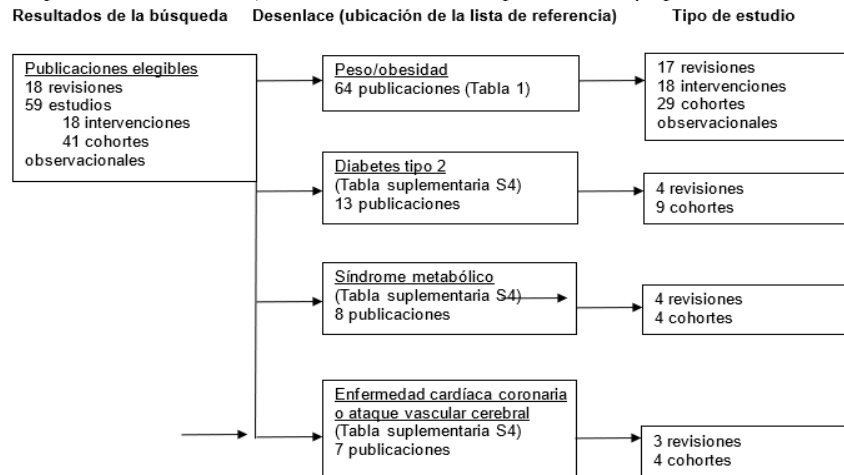 Resultados de la búsqueda
Desenlace (ubicación de la lista de referencia)
Tipo de estudio
Publicaciones elegibles
18 revisiones
59 estudios
18 intervenciones
41 cohortes
observacionales
Peso/obesidad
64 publicaciones (Tabla 1)
17 revisiones
18 intervenciones
29 cohortes
observacionales
Diabetes tipo 2
(Tabla suplementaria S4)
13 publicaciones
4 revisiones
9 cohortes
Síndrome metabólico
(Tabla suplementaria S4)
8 publicaciones
4 revisiones
4 cohortes
Enfermedad cardíaca coronaria
o ataque vascular cerebral
(Tabla suplementaria S4)
7 publicaciones
3 revisiones
4 cohortes